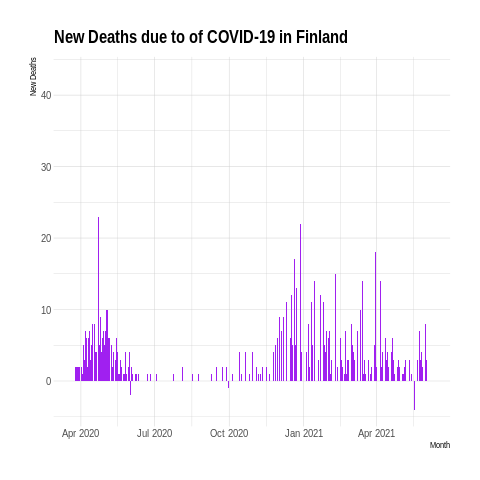 New Deaths due to of COVID-19 in Finland
New Deaths
40
30
20
10
0
Apr 2020 Jul 2020 Oct 2020 Jan 2021 Apr 2021
Month